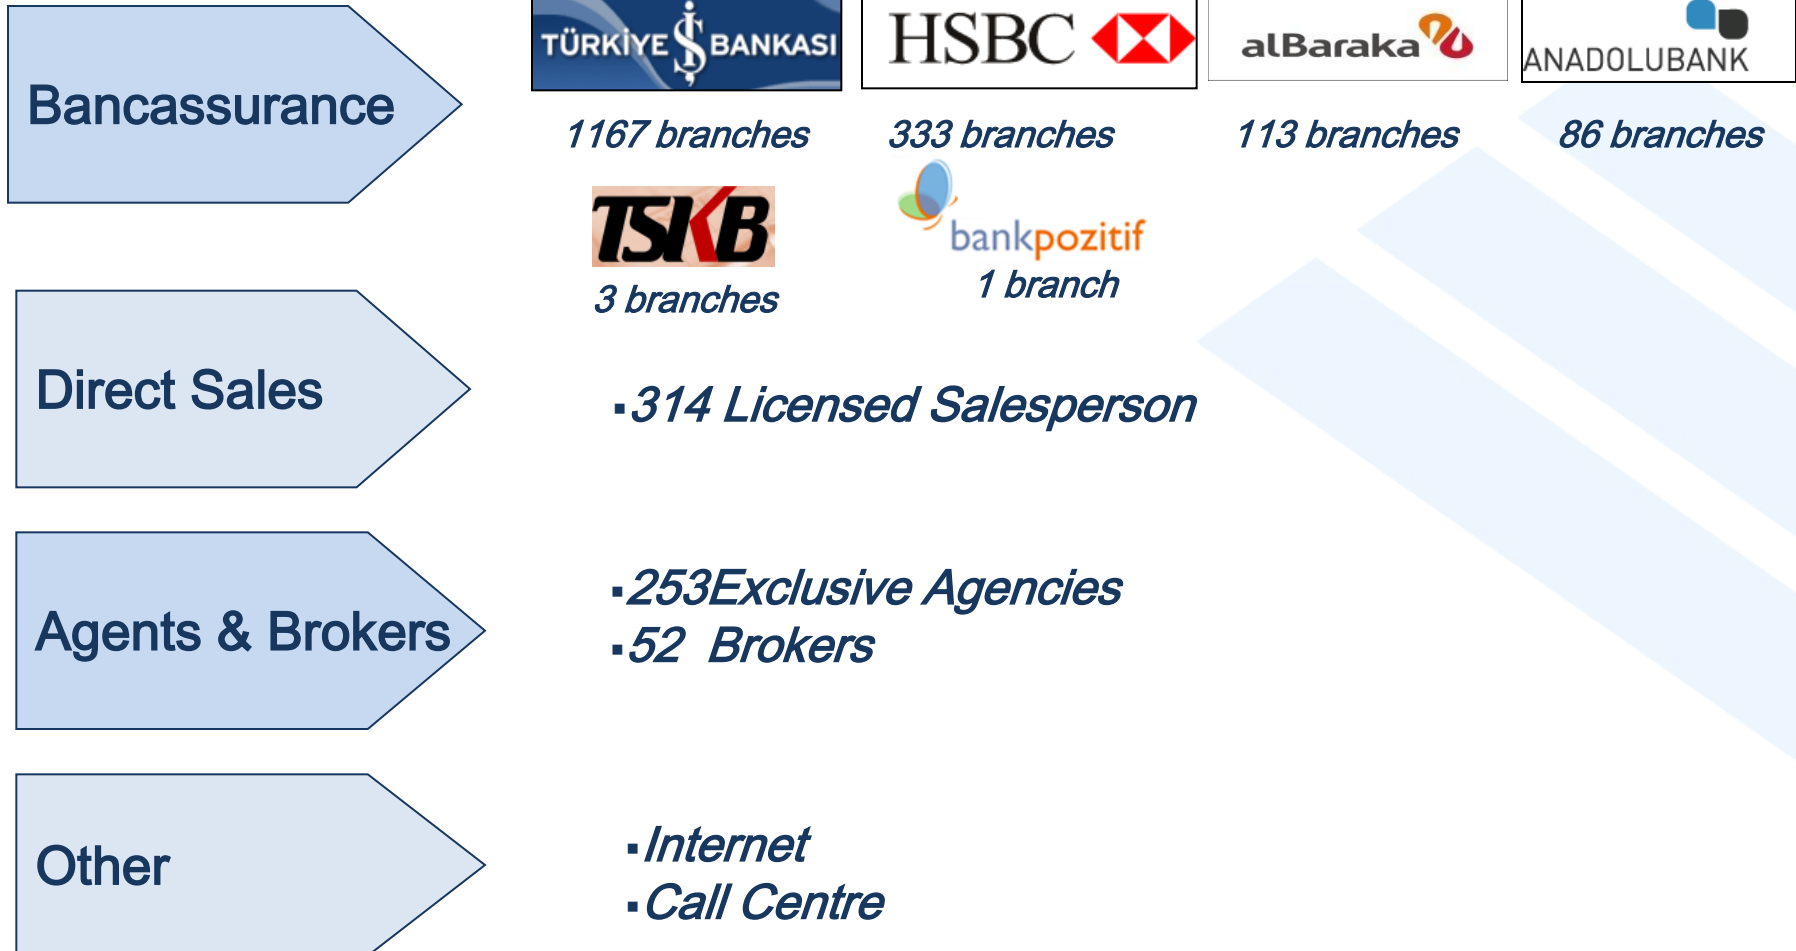 Bancassurance
TÜRKİYE İŞ BANKASI
HSBC
alBaraka
ANADOLUBANK
1167 branches
333 branches
113 branches
86 branches
TSKB
bankpozitif
3 branches
1 branch
Direct Sales
▪314 Licensed Salesperson
Agents & Brokers
▪253Exclusive Agencies
▪52 Brokers
Other
▪Internet
▪Call Centre